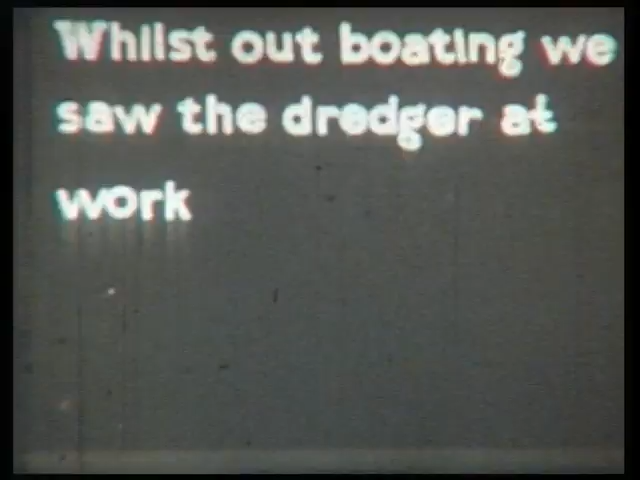 Whilst out boating we
saw the dredger at
work